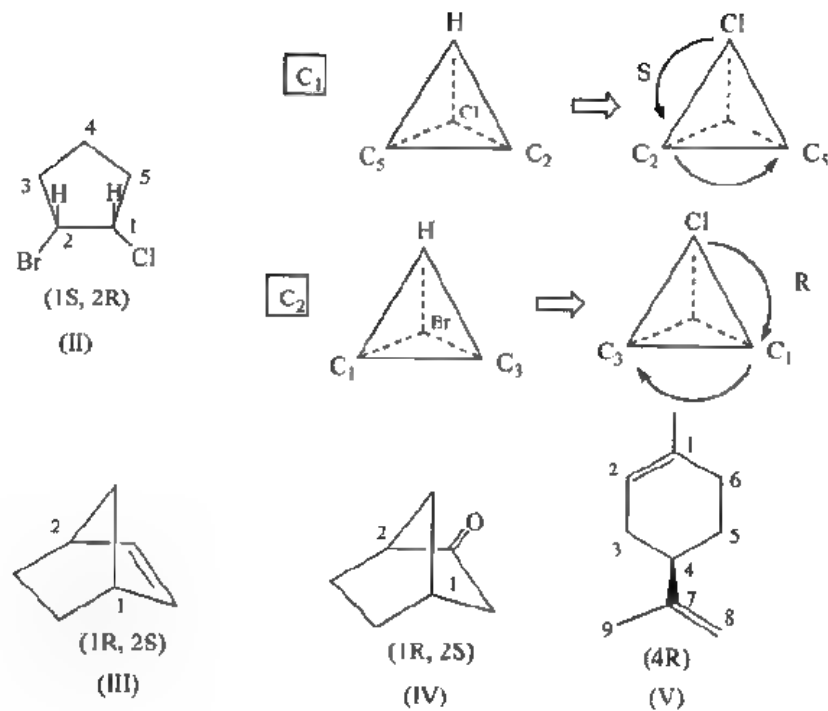 H
Cl
C₁
S
Cl
C₅
C₂
C₂
C₅
4
3
5
H
H
2
1
Br
Cl
(1S, 2R)
(II)
H
Cl
C₂
R
Br
C₁
C₃
C₃
C₁
1
2
6
3
5
4
7
8
9
(4R)
(V)
2
1
(1R, 2S)
(III)
O
2
1
(1R, 2S)
(IV)